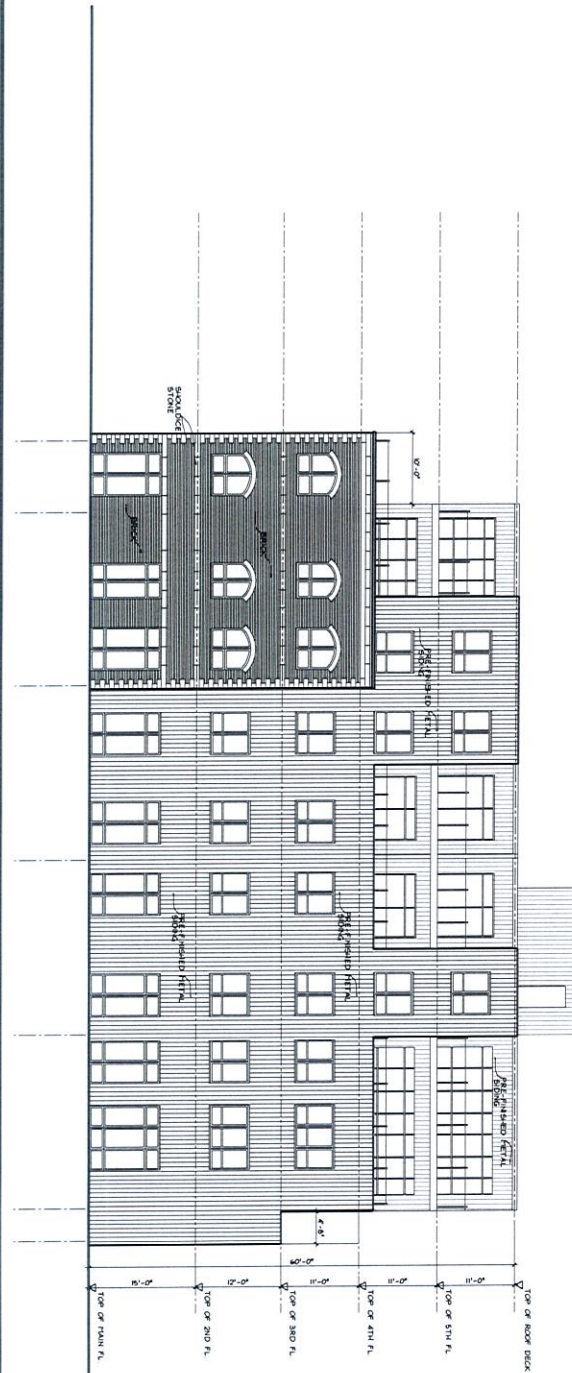 SHOULDICE
STONE
10'-0"
BRICK
BRICK
PRE-FINISHED METAL
SIDING
PRE-FINISHED METAL
SIDING
PRE-FINISHED METAL
SIDING
PRE-FINISHED METAL
SIDING
4'-8"
60'-0"
15'-0"
12'-0"
11'-0"
11'-0"
11'-0"
TOP OF ROOF DECK
TOP OF 5TH FL
TOP OF 4TH FL
TOP OF 3RD FL
TOP OF 2ND FL
TOP OF MAIN FL